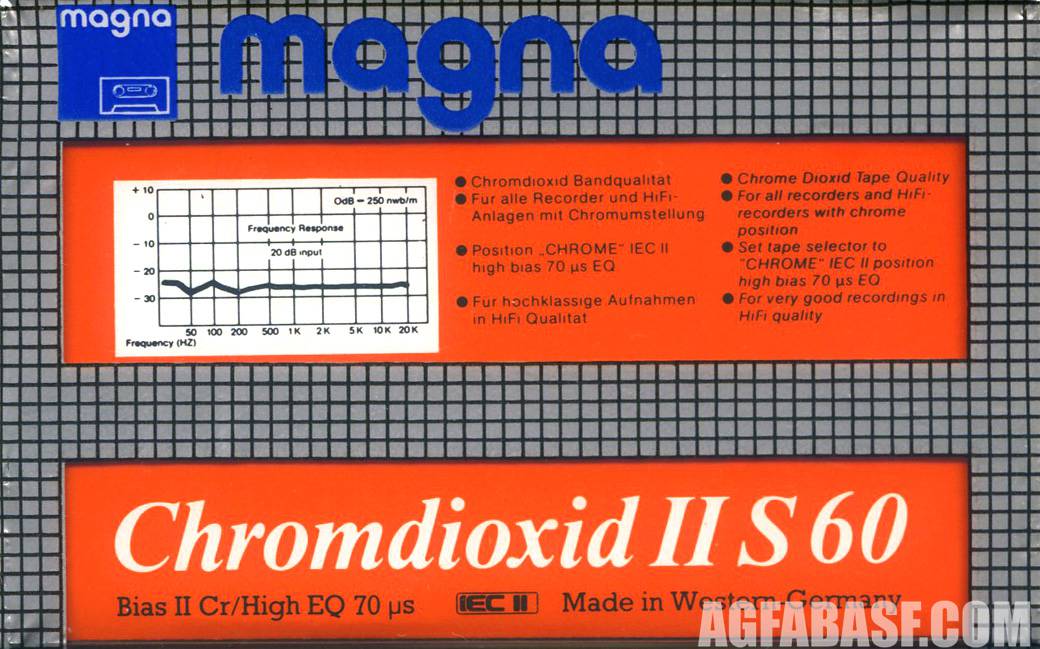 magna
magna
+ 10
0
- 10
- 20
- 30
OdB – 250 nwb/m
Frequency Response
20 dB input
50 100 200 500 1K 2K 5K 10K 20K
Frequency (HZ)
● Chromdioxid Bandqualität
● Für alle Recorder und HiFi-
Anlagen mit Chromumstellung
● Position „CHROME“ IEC II
high bias 70 µs EQ
● Für hochklassige Aufnahmen
in HiFi Qualität
● Chrome Dioxid Tape Quality
● For all recorders and HiFi-
recorders with chrome
position
● Set tape selector to
"CHROME" IEC II position
high bias 70 µs EQ
● For very good recordings in
HiFi quality
Chromdioxid II S 60
Bias II Cr/High EQ 70 µs IEC II Made in Western Germany
AGFABASF.COM